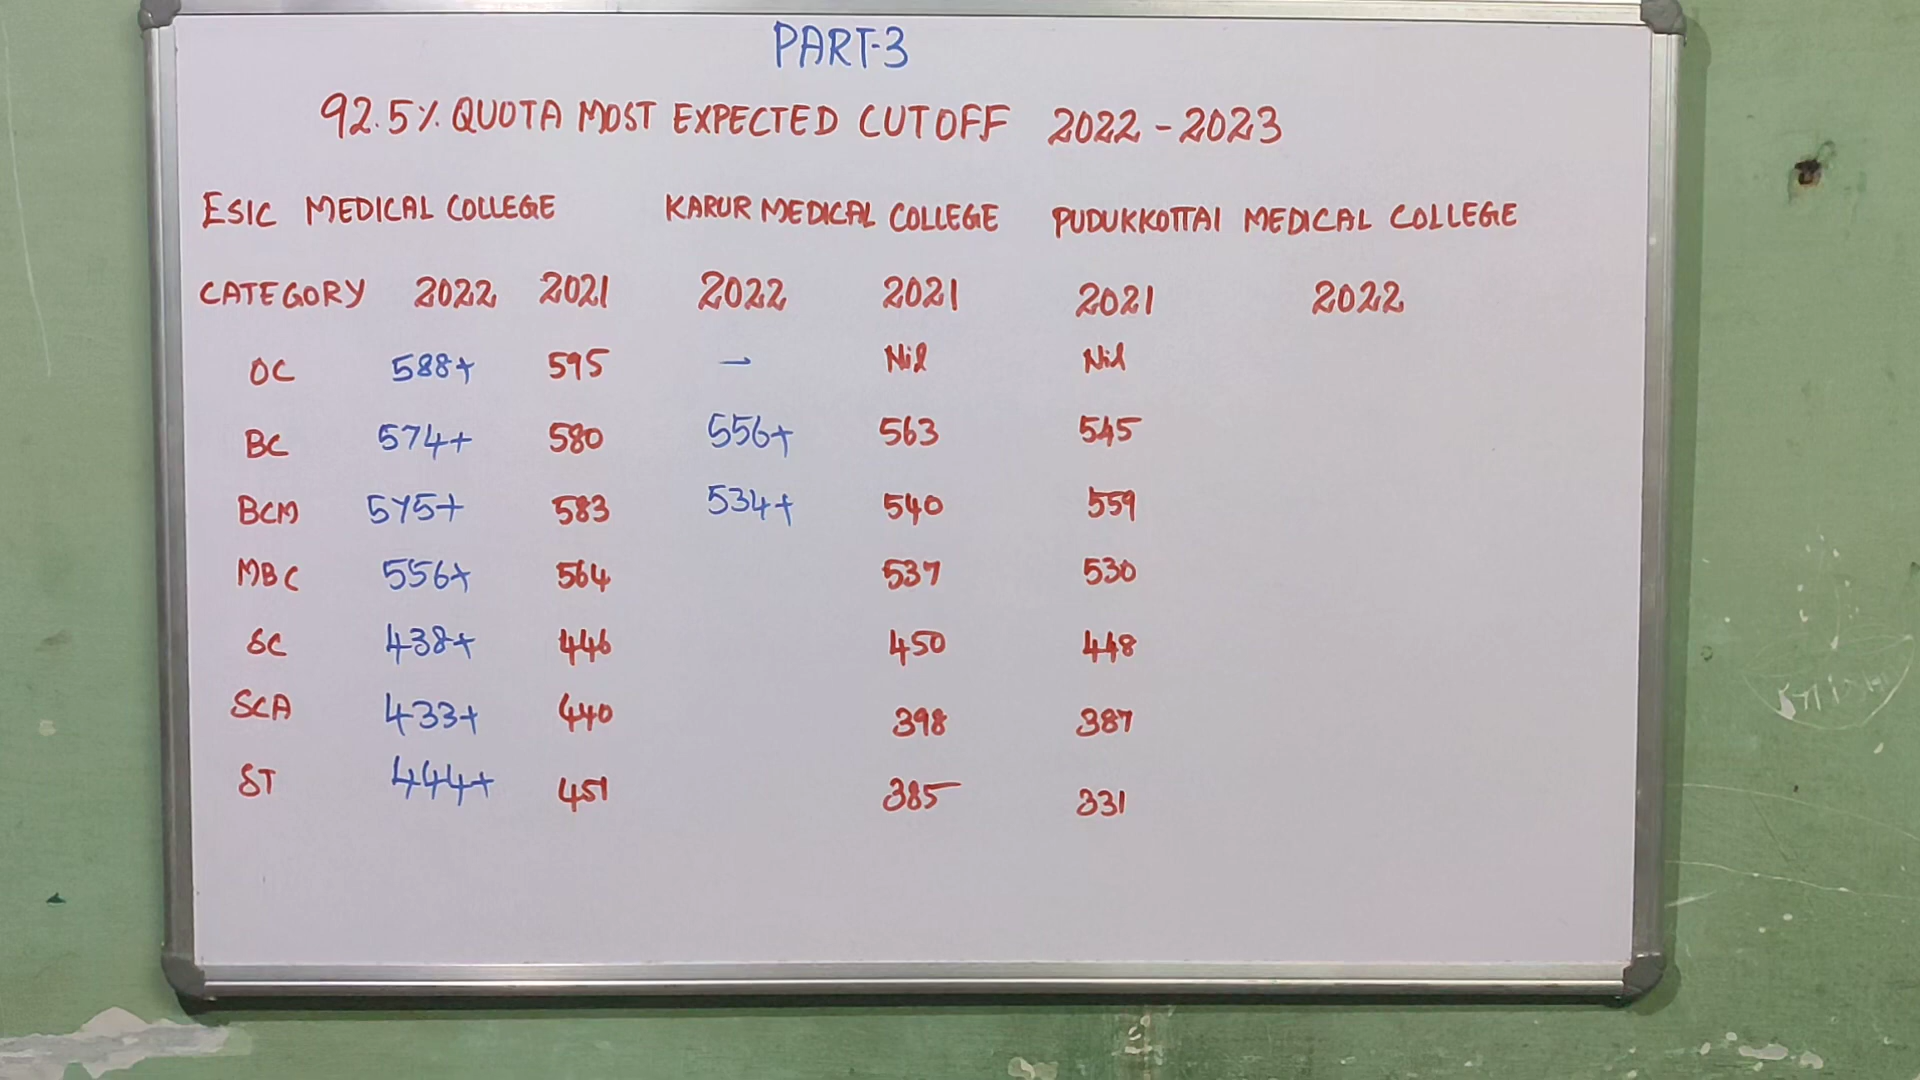 PART-3
92.5% QUOTA MOST EXPECTED CUTOFF 2022 - 2023
ESIC MEDICAL COLLEGE KARUR MEDICAL COLLEGE PUDUKKOTTAI MEDICAL COLLEGE
CATEGORY 2022 2021 2022 2021 2021 2022
OC 588+ 595 - Nil Nil
BC 574+ 580 556+ 563 545
BCM 575+ 583 534+ 540 559
MBC 556+ 564 537 530
SC 438+ 446 450 448
SCA 433+ 440 398 387
ST 444+ 451 385 331